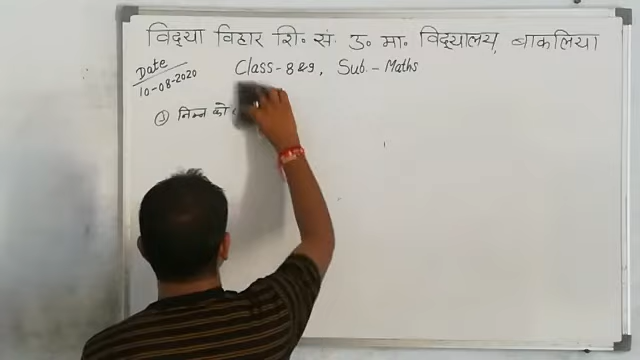 विद्या विहार शि॰ सं॰ उ॰ मा॰ विद्यालय, बाकलिया
Date
10-08-2020
Class - 8 & 9, Sub. - Maths
① निम्न को